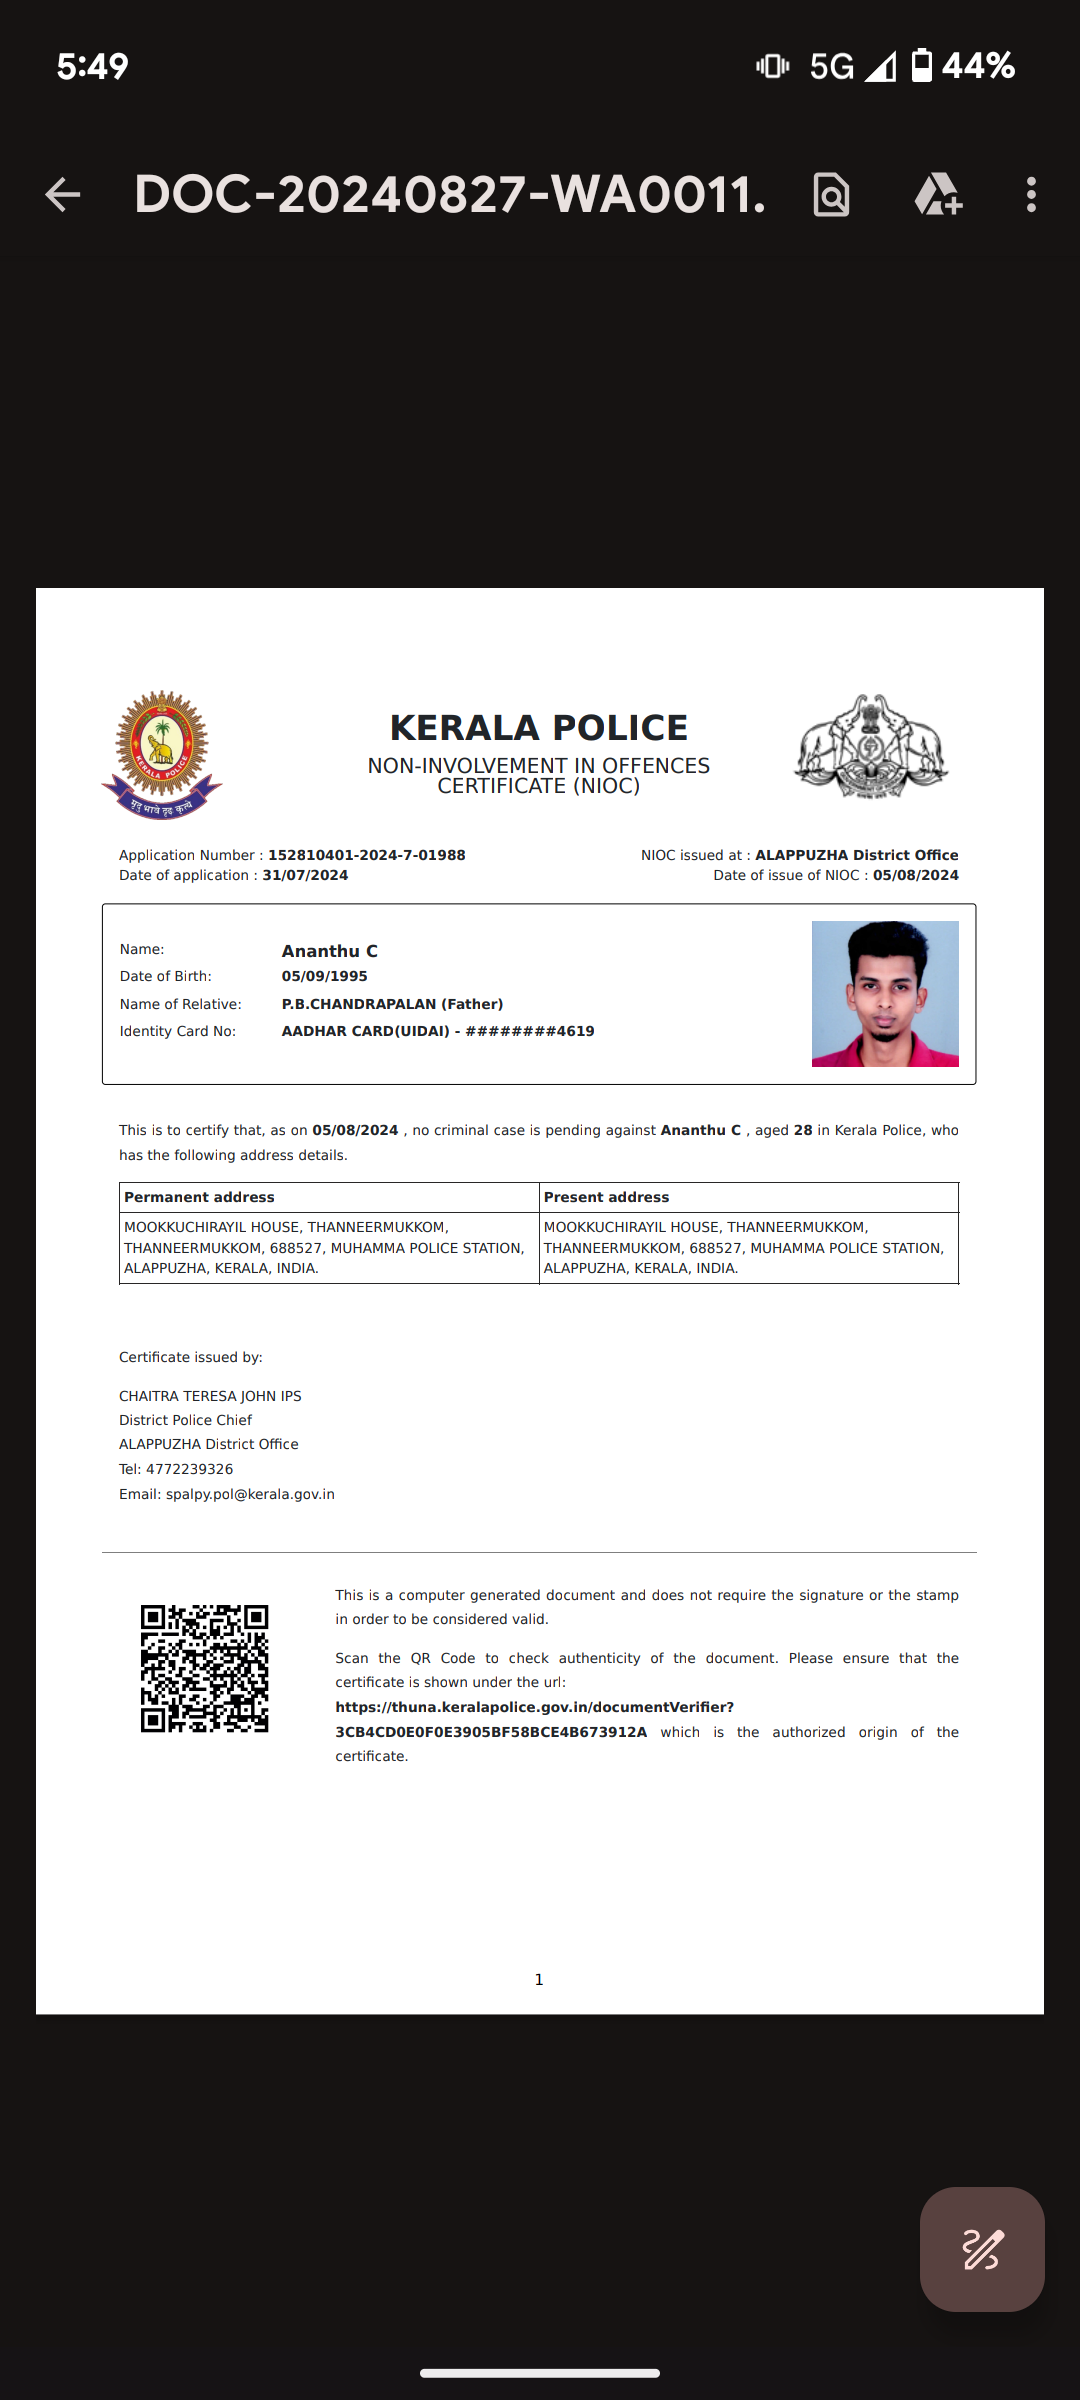 5:49
5G 44%
DOC-20240827-WA0011.
KERALA POLICE
KERALA POLICE
NON-INVOLVEMENT IN OFFENCES
CERTIFICATE (NIOC)
मृदु भावे दृढ़ कृत्ये
Application Number : 152810401-2024-7-01988
NIOC issued at : ALAPPUZHA District Office
Date of application : 31/07/2024
Date of issue of NIOC : 05/08/2024
Name: Ananthu C
Date of Birth: 05/09/1995
Name of Relative: P.B.CHANDRAPALAN (Father)
Identity Card No: AADHAR CARD(UIDAI) - ########4619
This is to certify that, as on 05/08/2024 , no criminal case is pending against Ananthu C , aged 28 in Kerala Police, who
has the following address details.
Permanent address
MOOKKUCHIRAYIL HOUSE, THANNEERMUKKOM,
THANNEERMUKKOM, 688527, MUHAMMA POLICE STATION,
ALAPPUZHA, KERALA, INDIA.
Present address
MOOKKUCHIRAYIL HOUSE, THANNEERMUKKOM,
THANNEERMUKKOM, 688527, MUHAMMA POLICE STATION,
ALAPPUZHA, KERALA, INDIA.
Certificate issued by:
CHAITRA TERESA JOHN IPS
District Police Chief
ALAPPUZHA District Office
Tel: 4772239326
Email: spalpy.pol@kerala.gov.in
This is a computer generated document and does not require the signature or the stamp
in order to be considered valid.
Scan the QR Code to check authenticity of the document. Please ensure that the
certificate is shown under the url:
https://thuna.keralapolice.gov.in/documentVerifier?
3CB4CD0E0F0E3905BF58BCE4B673912A which is the authorized origin of the
certificate.
1